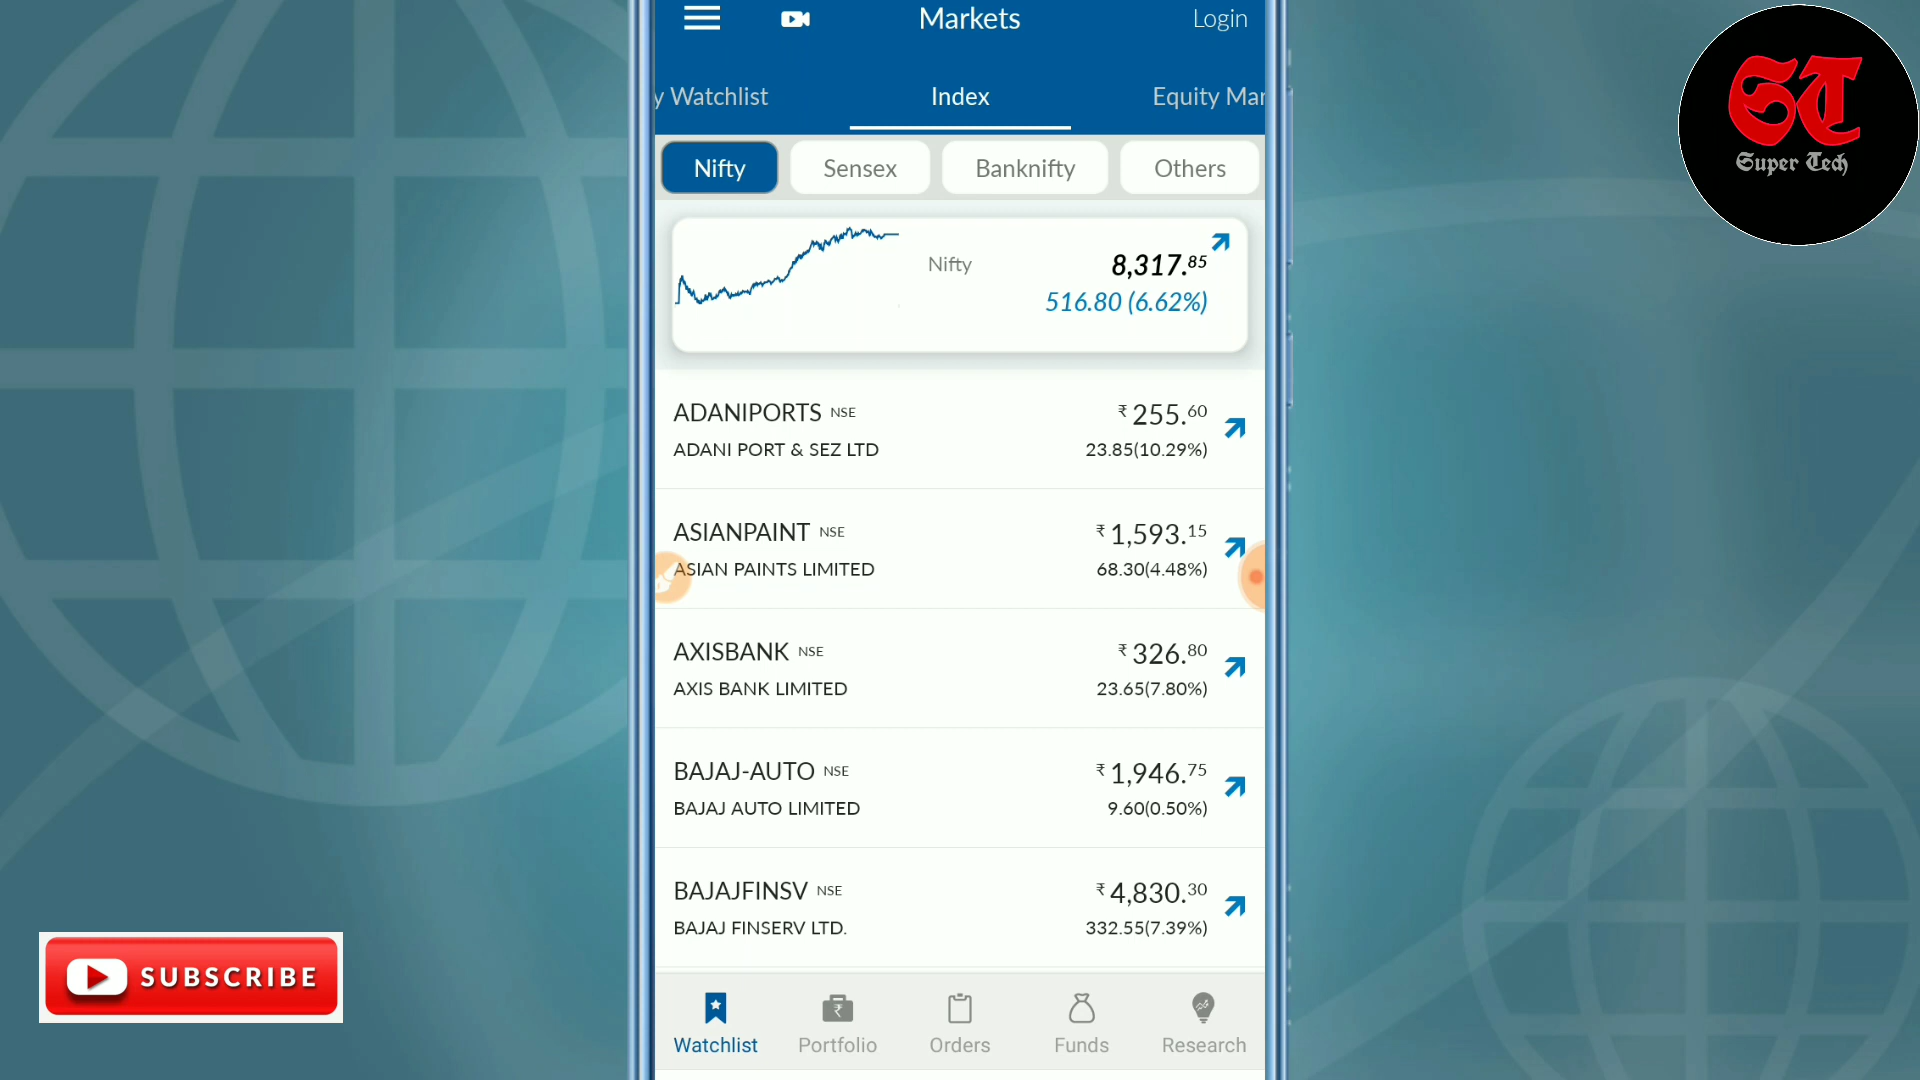 Markets
Login
y Watchlist
Index
Equity Mar
Nifty
Sensex
Banknifty
Others
Nifty
8,317.85
516.80 (6.62%)
ADANIPORTS NSE
₹ 255.60
ADANI PORT & SEZ LTD
23.85(10.29%)
ASIANPAINT NSE
₹ 1,593.15
ASIAN PAINTS LIMITED
68.30(4.48%)
AXISBANK NSE
₹ 326.80
AXIS BANK LIMITED
23.65(7.80%)
BAJAJ-AUTO NSE
₹ 1,946.75
BAJAJ AUTO LIMITED
9.60(0.50%)
BAJAJFINSV NSE
₹ 4,830.30
BAJAJ FINSERV LTD.
332.55(7.39%)
Watchlist
Portfolio
Orders
Funds
Research
ST
Super Tech
SUBSCRIBE